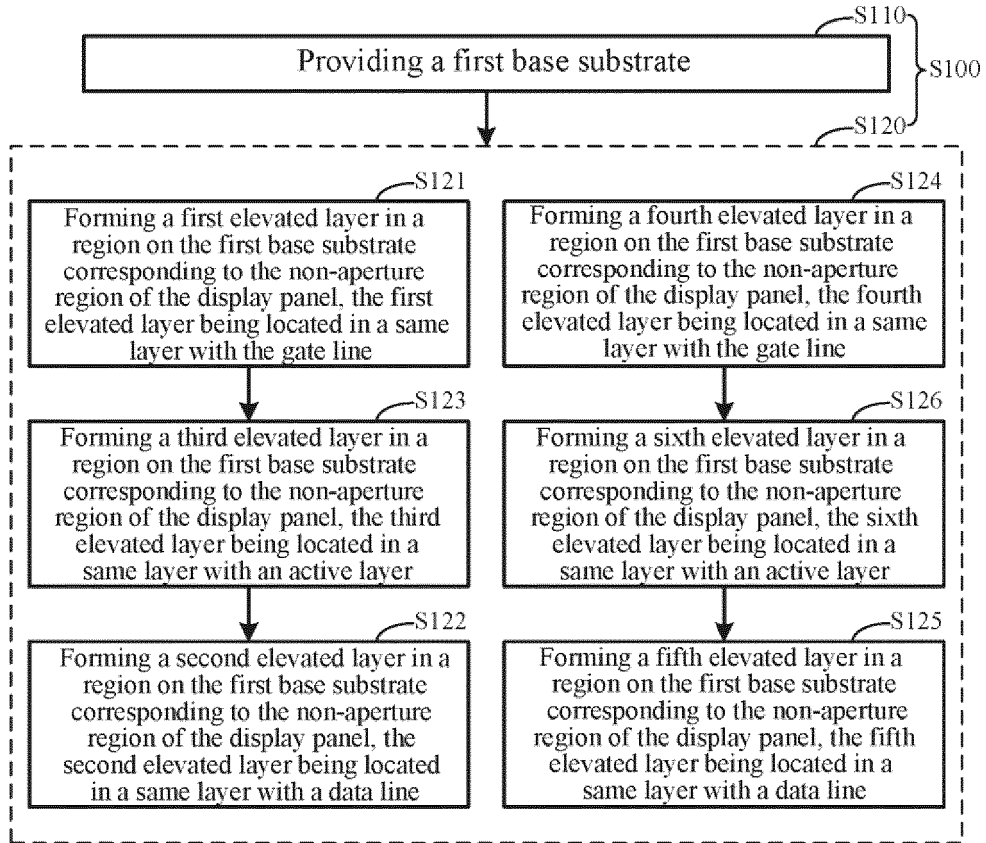 S110
Providing a first base substrate
S100
S120
S121
Forming a first elevated layer in a
region on the first base substrate
corresponding to the non-aperture
region of the display panel, the first
elevated layer being located in a same
layer with the gate line
S124
Forming a fourth elevated layer in a
region on the first base substrate
corresponding to the non-aperture
region of the display panel, the fourth
elevated layer being located in a same
layer with the gate line
S123
Forming a third elevated layer in a
region on the first base substrate
corresponding to the non-aperture
region of the display panel, the third
elevated layer being located in a
same layer with an active layer
S126
Forming a sixth elevated layer in a
region on the first base substrate
corresponding to the non-aperture
region of the display panel, the sixth
elevated layer being located in a
same layer with an active layer
S122
Forming a second elevated layer in a
region on the first base substrate
corresponding to the non-aperture
region of the display panel, the
second elevated layer being located
in a same layer with a data line
S125
Forming a fifth elevated layer in a
region on the first base substrate
corresponding to the non-aperture
region of the display panel, the fifth
elevated layer being located in a
same layer with a data line